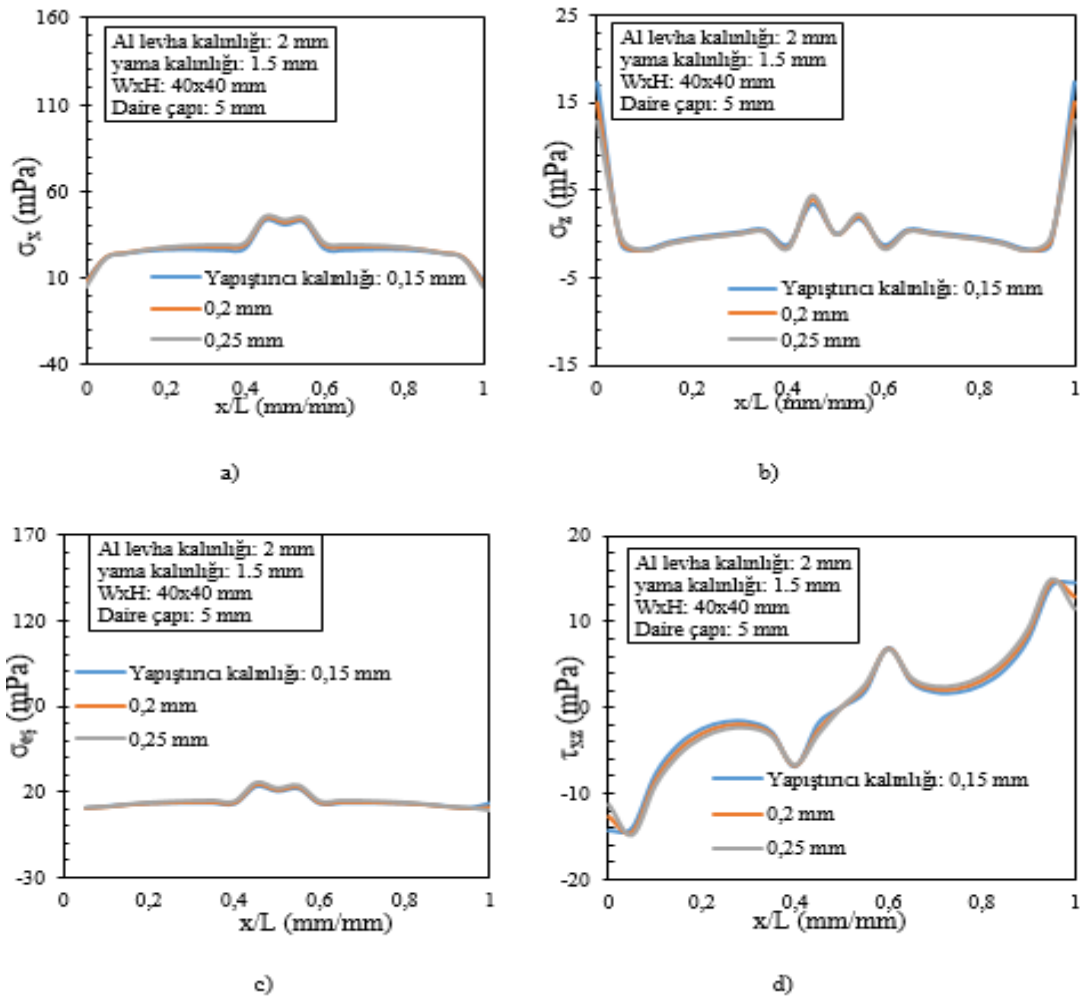 160
110
60
10
-40
σx (mPa)
Al levha kalınlığı: 2 mm
yama kalınlığı: 1.5 mm
WxH: 40x40 mm
Daire çapı: 5 mm
Yapıştırıcı kalınlığı: 0,15 mm
0,2 mm
0,25 mm
0 0,2 0,4 0,6 0,8 1
x/L (mm/mm)
a)
25
15
5
-5
-15
σz (mPa)
Al levha kalınlığı: 2 mm
yama kalınlığı: 1.5 mm
WxH: 40x40 mm
Daire çapı: 5 mm
Yapıştırıcı kalınlığı: 0,15 mm
0,2 mm
0,25 mm
0 0,2 0,4 0,6 0,8 1
x/L (mm/mm)
b)
170
120
70
20
-30
σeş (mPa)
Al levha kalınlığı: 2 mm
yama kalınlığı: 1.5 mm
WxH: 40x40 mm
Daire çapı: 5 mm
Yapıştırıcı kalınlığı: 0,15 mm
0,2 mm
0,25 mm
0 0,2 0,4 0,6 0,8 1
x/L (mm/mm)
c)
20
10
0
-10
-20
τxz (mPa)
Al levha kalınlığı: 2 mm
yama kalınlığı: 1.5 mm
WxH: 40x40 mm
Daire çapı: 5 mm
Yapıştırıcı kalınlığı: 0,15 mm
0,2 mm
0,25 mm
0 0,2 0,4 0,6 0,8 1
x/L (mm/mm)
d)